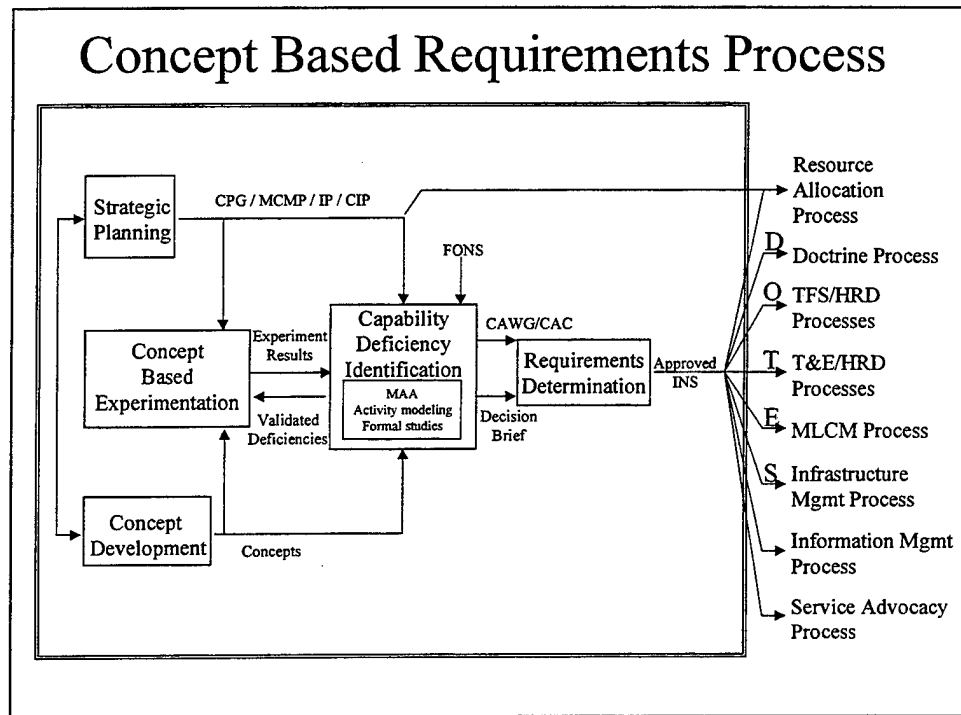 Concept Based Requirements Process
Strategic
Planning
CPG / MCMP / IP / CIP
FONS
Concept
Based
Experimentation
Experiment
Results
Validated
Deficiencies
Capability
Deficiency
Identification
MAA
Activity modeling
Formal studies
CAWG/CAC
Decision
Brief
Requirements
Determination
Approved
INS
Concept
Development
Concepts
Resource
Allocation
Process
D
Doctrine Process
O
TFS/HRD
Processes
T
T&E/HRD
Processes
E
MLCM Process
S
Infrastructure
Mgmt Process
Information Mgmt
Process
Service Advocacy
Process